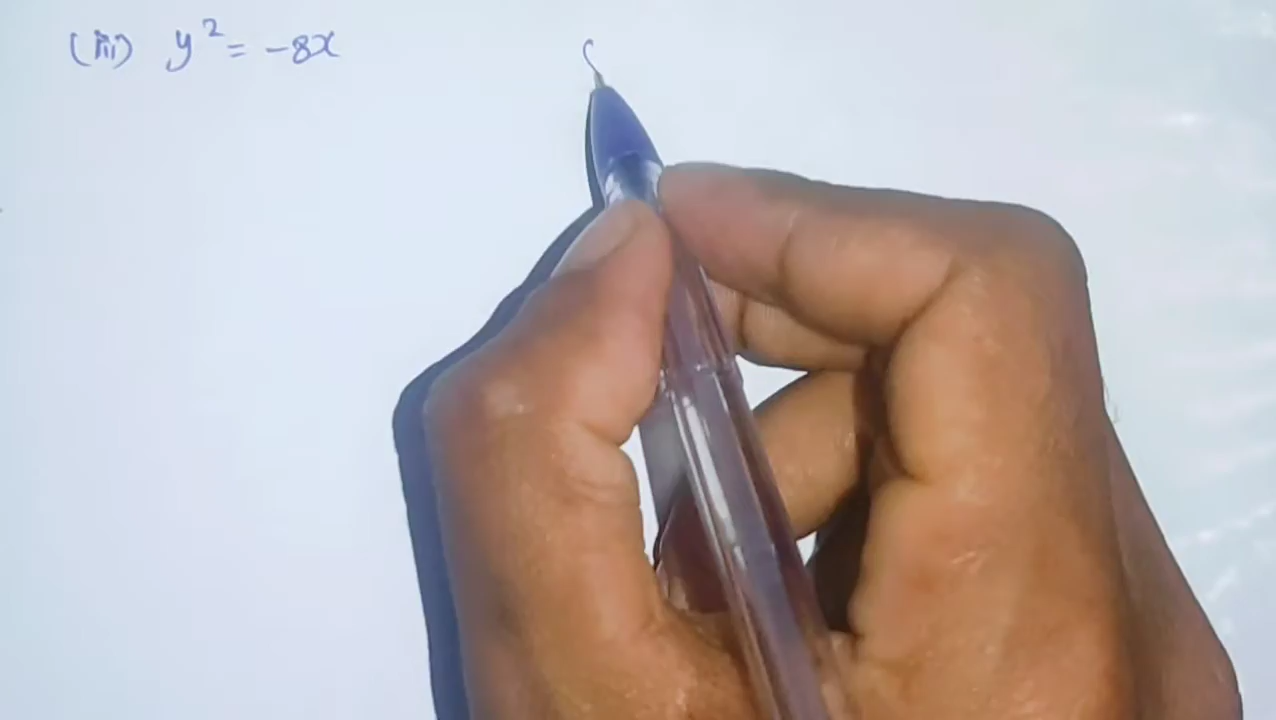 (iii) y² = -8x